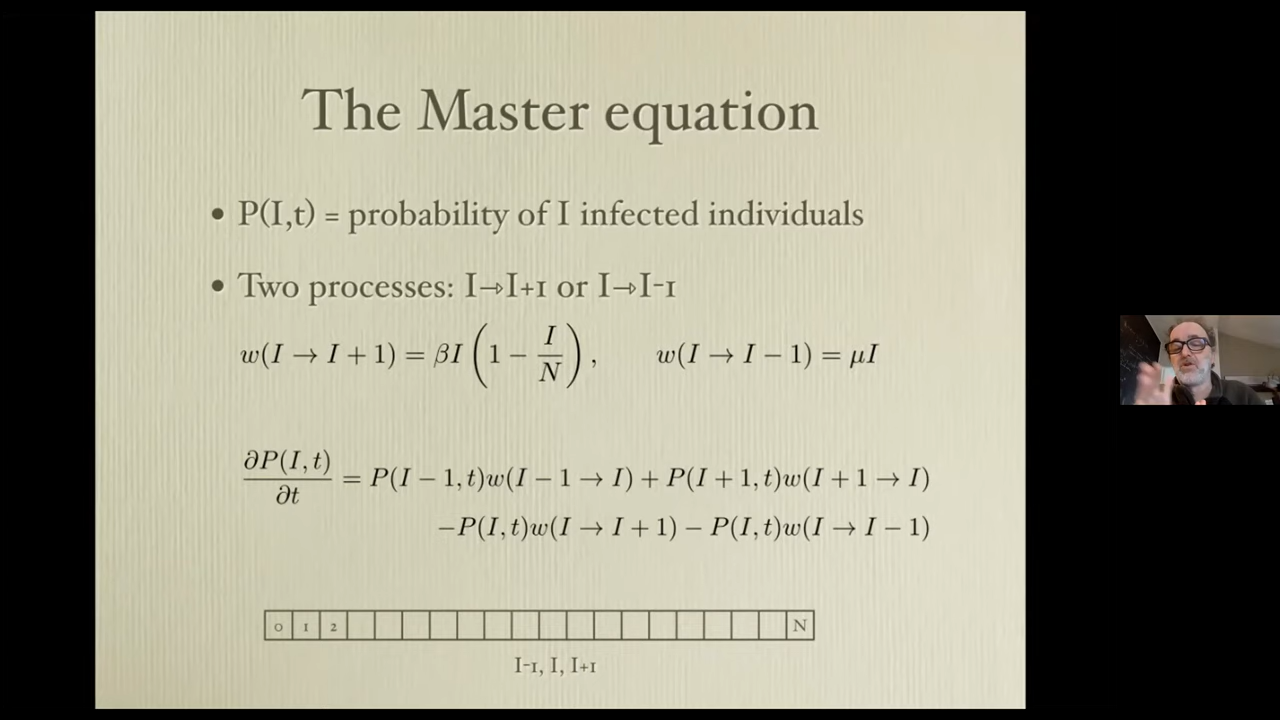 The Master equation
• P(I,t) = probability of I infected individuals
• Two processes: I→I+1 or I→I-1
w(I → I + 1) = βI (1 − I/N), w(I → I − 1) = μI
∂P(I, t)/∂t = P(I − 1, t)w(I − 1 → I) + P(I + 1, t)w(I + 1 → I)
−P(I, t)w(I → I + 1) − P(I, t)w(I → I − 1)
0 1 2 N
I-1, I, I+1